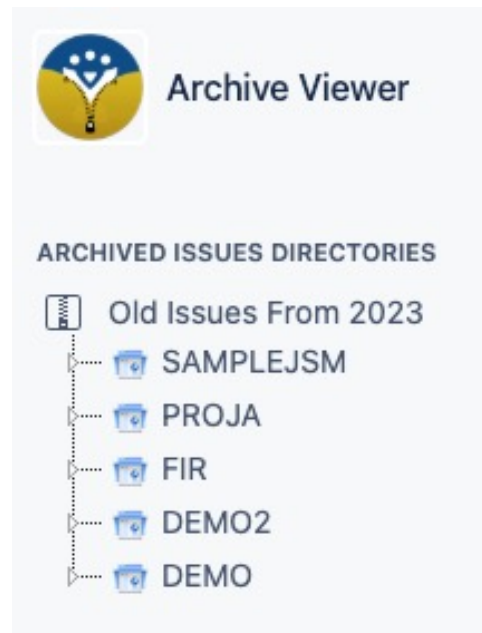 Archive Viewer
ARCHIVED ISSUES DIRECTORIES
Old Issues From 2023
SAMPLEJSM
PROJA
FIR
DEMO2
DEMO